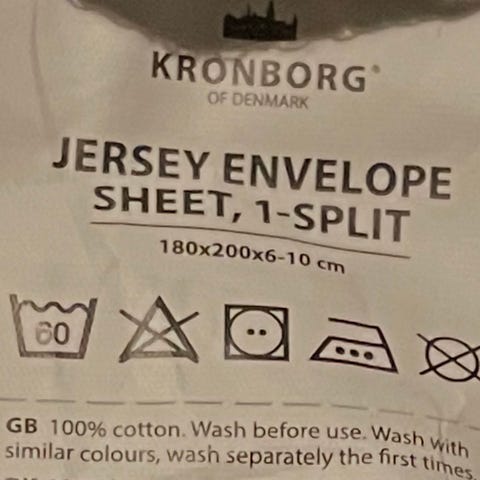 KRONBORG®
OF DENMARK
JERSEY ENVELOPE
SHEET, 1-SPLIT
180x200x6-10 cm
60
GB 100% cotton. Wash before use. Wash with
similar colours, wash separately the first times.